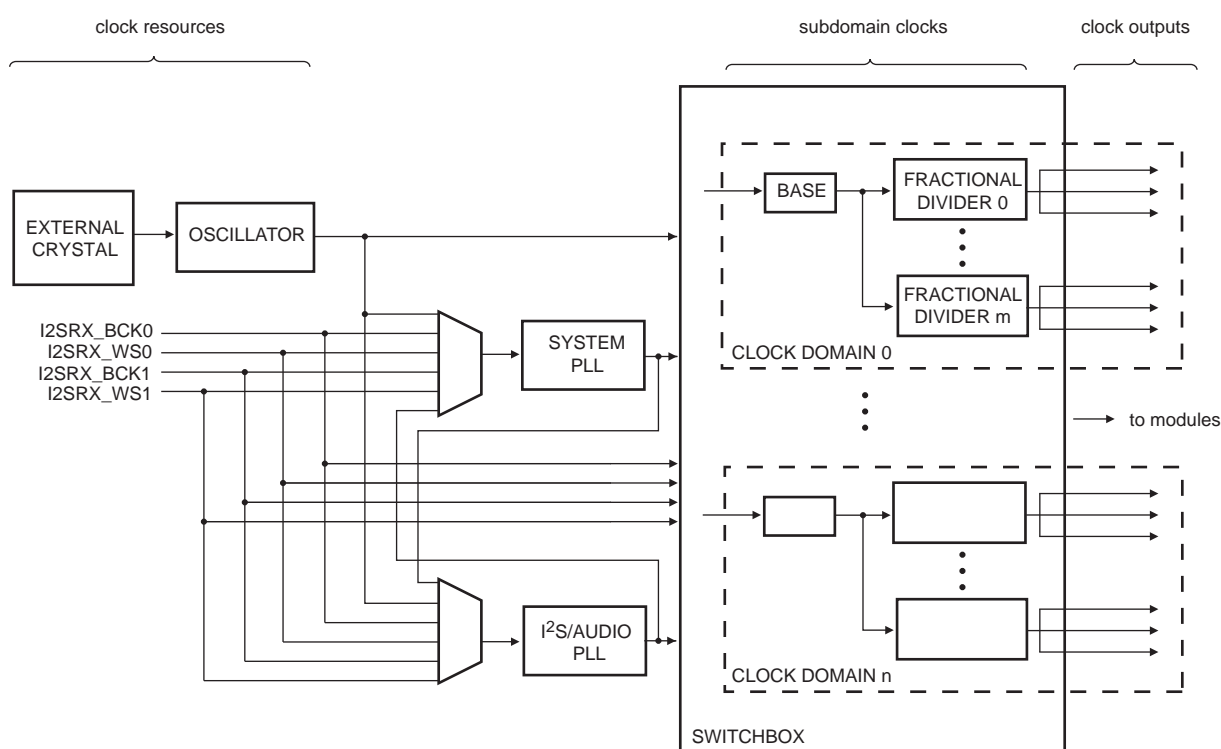 clock resources
subdomain clocks
clock outputs
EXTERNAL
CRYSTAL
OSCILLATOR
BASE
FRACTIONAL
DIVIDER 0
FRACTIONAL
DIVIDER m
CLOCK DOMAIN 0
I2SRX_BCK0
I2SRX_WS0
I2SRX_BCK1
I2SRX_WS1
SYSTEM
PLL
to modules
I2S/AUDIO
PLL
CLOCK DOMAIN n
SWITCHBOX